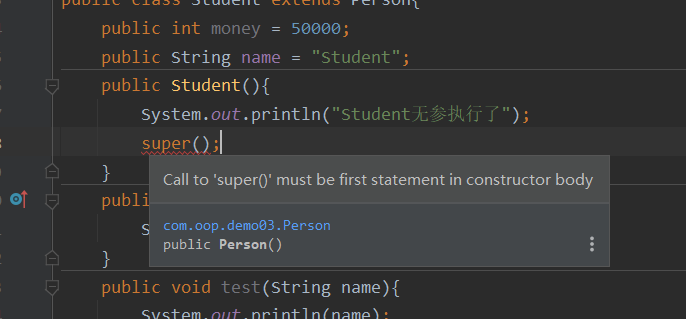 public class Student extends Person{
public int money = 50000;
public String name = "Student";
public Student(){
System.out.println("Student无参执行了");
super();
}
Call to 'super()' must be first statement in constructor body
com.oop.demo03.Person
public Person()
publi
S
}
public void test(String name){
System.out.println(name);